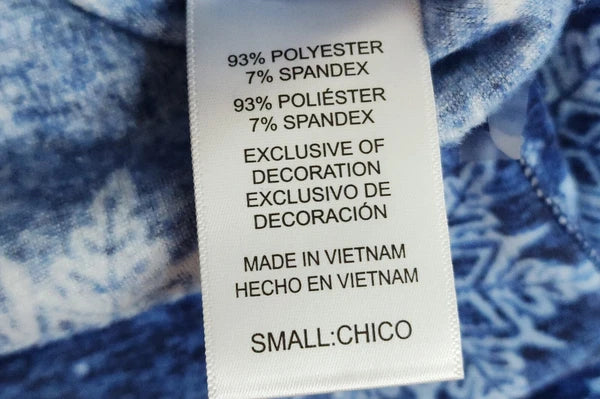 93% POLYESTER
7% SPANDEX
93% POLIÉSTER
7% SPANDEX
EXCLUSIVE OF
DECORATION
EXCLUSIVO DE
DECORACIÓN
MADE IN VIETNAM
HECHO EN VIETNAM
SMALL:CHICO